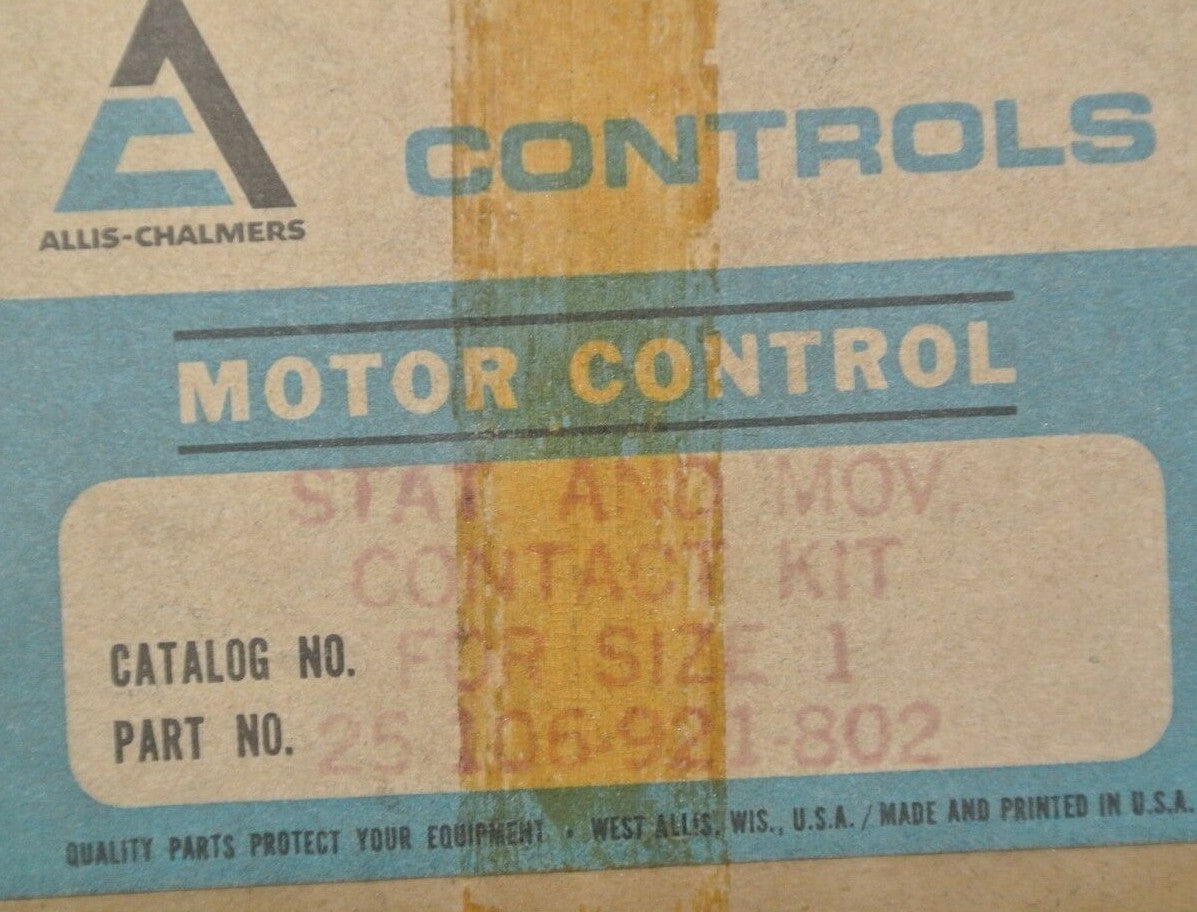 ALLIS-CHALMERS
CONTROLS
MOTOR CONTROL
STAT. AND MOV.
CONTACT KIT
CATALOG NO. FOR SIZE 1
PART NO. 25-106-921-802
QUALITY PARTS PROTECT YOUR EQUIPMENT • WEST ALLIS, WIS., U.S.A. / MADE AND PRINTED IN U.S.A.